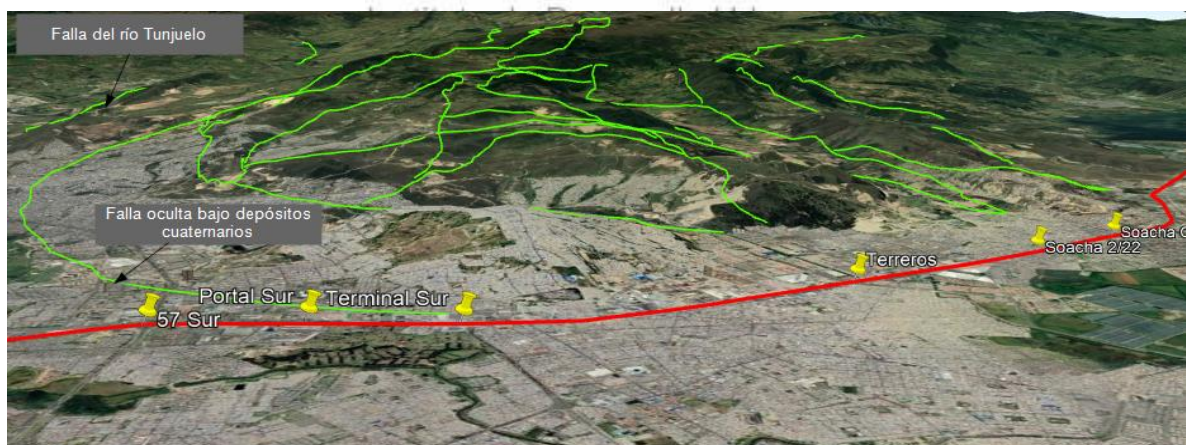 Falla del río Tunjuelo
Falla oculta bajo depósitos
cuaternarios
Portal Sur
Terminal Sur
57 Sur
Terreros
Soacha 2/22
Soacha